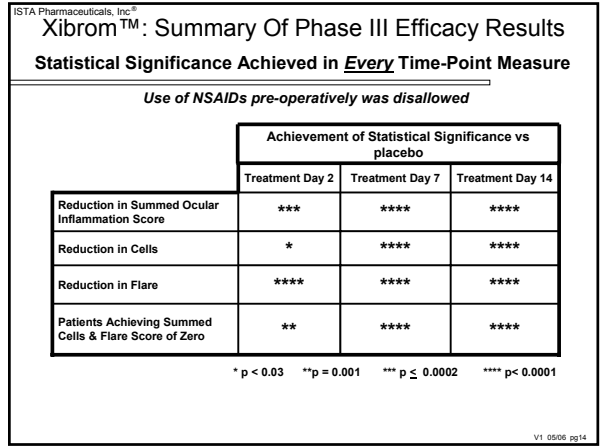 ISTA Pharmaceuticals, Inc®
Xibrom™: Summary Of Phase III Efficacy Results
Statistical Significance Achieved in Every Time-Point Measure
Use of NSAIDs pre-operatively was disallowed
Achievement of Statistical Significance vs
placebo
Treatment Day 2 Treatment Day 7 Treatment Day 14
Reduction in Summed Ocular
Inflammation Score *** **** ****
Reduction in Cells * **** ****
Reduction in Flare **** **** ****
Patients Achieving Summed
Cells & Flare Score of Zero ** **** ****
* p < 0.03 **p = 0.001 *** p ≤ 0.0002 **** p< 0.0001
V1 05/06 pg14